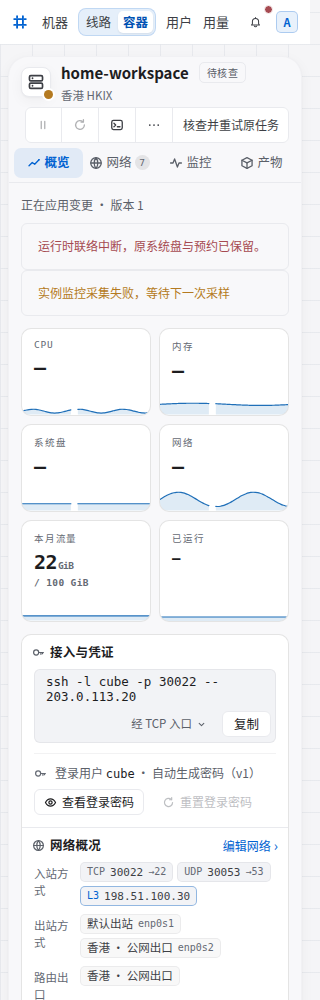 机器 线路 容器 用户 用量 A
home-workspace 待核查
香港 HKIX
核查并重试原任务
概览 网络 7 监控 产物
正在应用变更 · 版本 1
运行时联络中断，原系统盘与预约已保留。
实例监控采集失败，等待下一次采样
CPU 内存
— —
系统盘 网络
— —
本月流量 已运行
22 GiB —
/ 100 GiB
接入与凭证
ssh -l cube -p 30022 --
203.0.113.20
经 TCP 入口 复制
登录用户 cube · 自动生成密码（v1）
查看登录密码 重置登录密码
网络概况 编辑网络 ›
入站方式 TCP 30022 →22 UDP 30053 →53
L3 198.51.100.30
出站方式 默认出站 enp0s1
香港 · 公网出口 enp0s2
路由出口 香港 · 公网出口